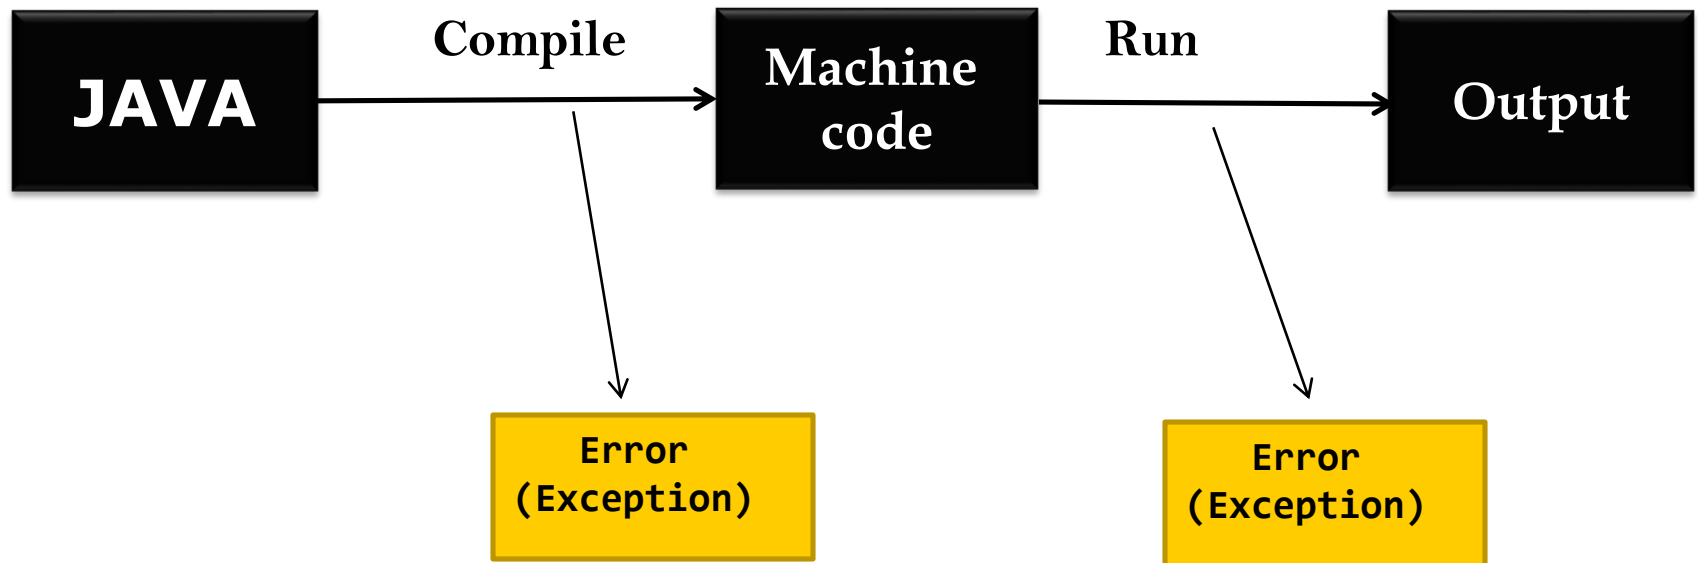 JAVA
Compile
Machine
code
Run
Output
Error
(Exception)
Error
(Exception)